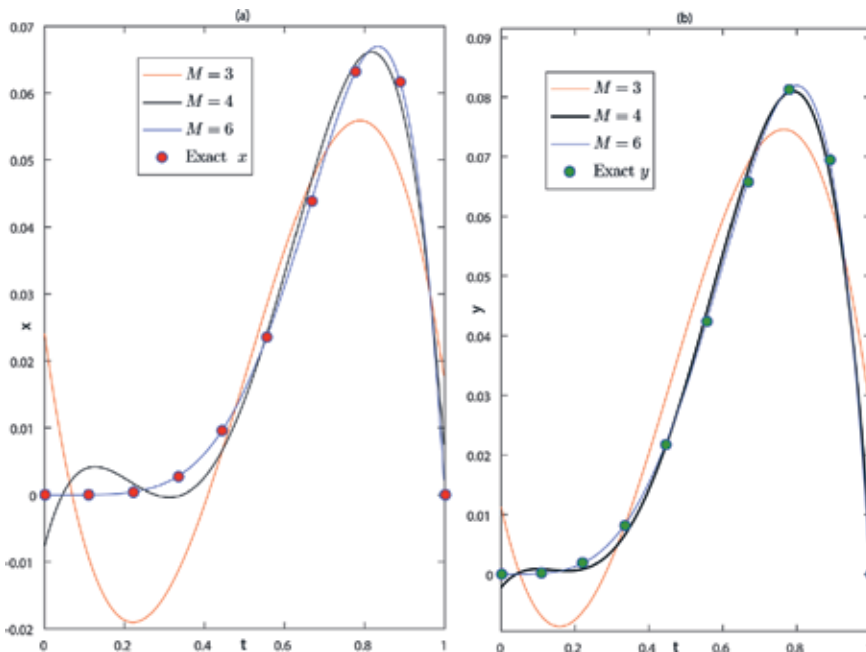 (a)
0.07
0.06
0.05
0.04
0.03
0.02
0.01
0
-0.01
-0.02
x
M = 3
M = 4
M = 6
Exact x
0
0.2
0.4
0.6
0.8
1
t
(b)
0.09
0.08
0.07
0.06
0.05
0.04
0.03
0.02
0.01
0
y
M = 3
M = 4
M = 6
Exact y
0
0.2
0.4
0.6
0.8
t